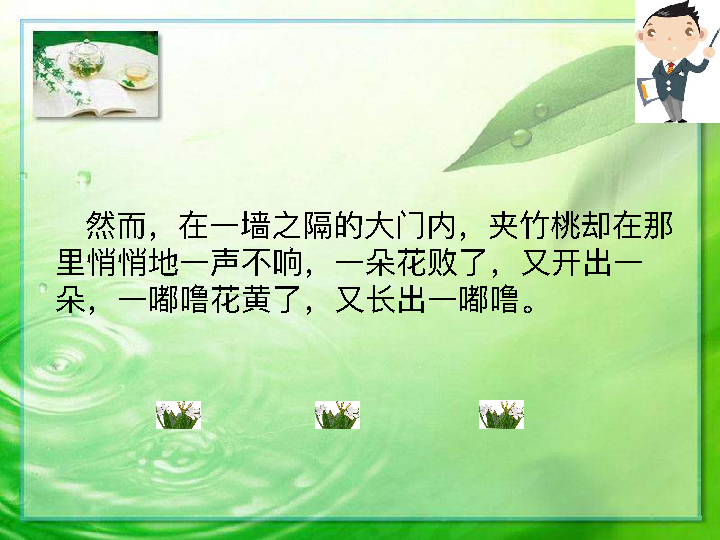 然而，在一墙之隔的大门内，夹竹桃却在那
里悄悄地一声不响，一朵花败了，又开出一
朵，一嘟噜花黄了，又长出一嘟噜。